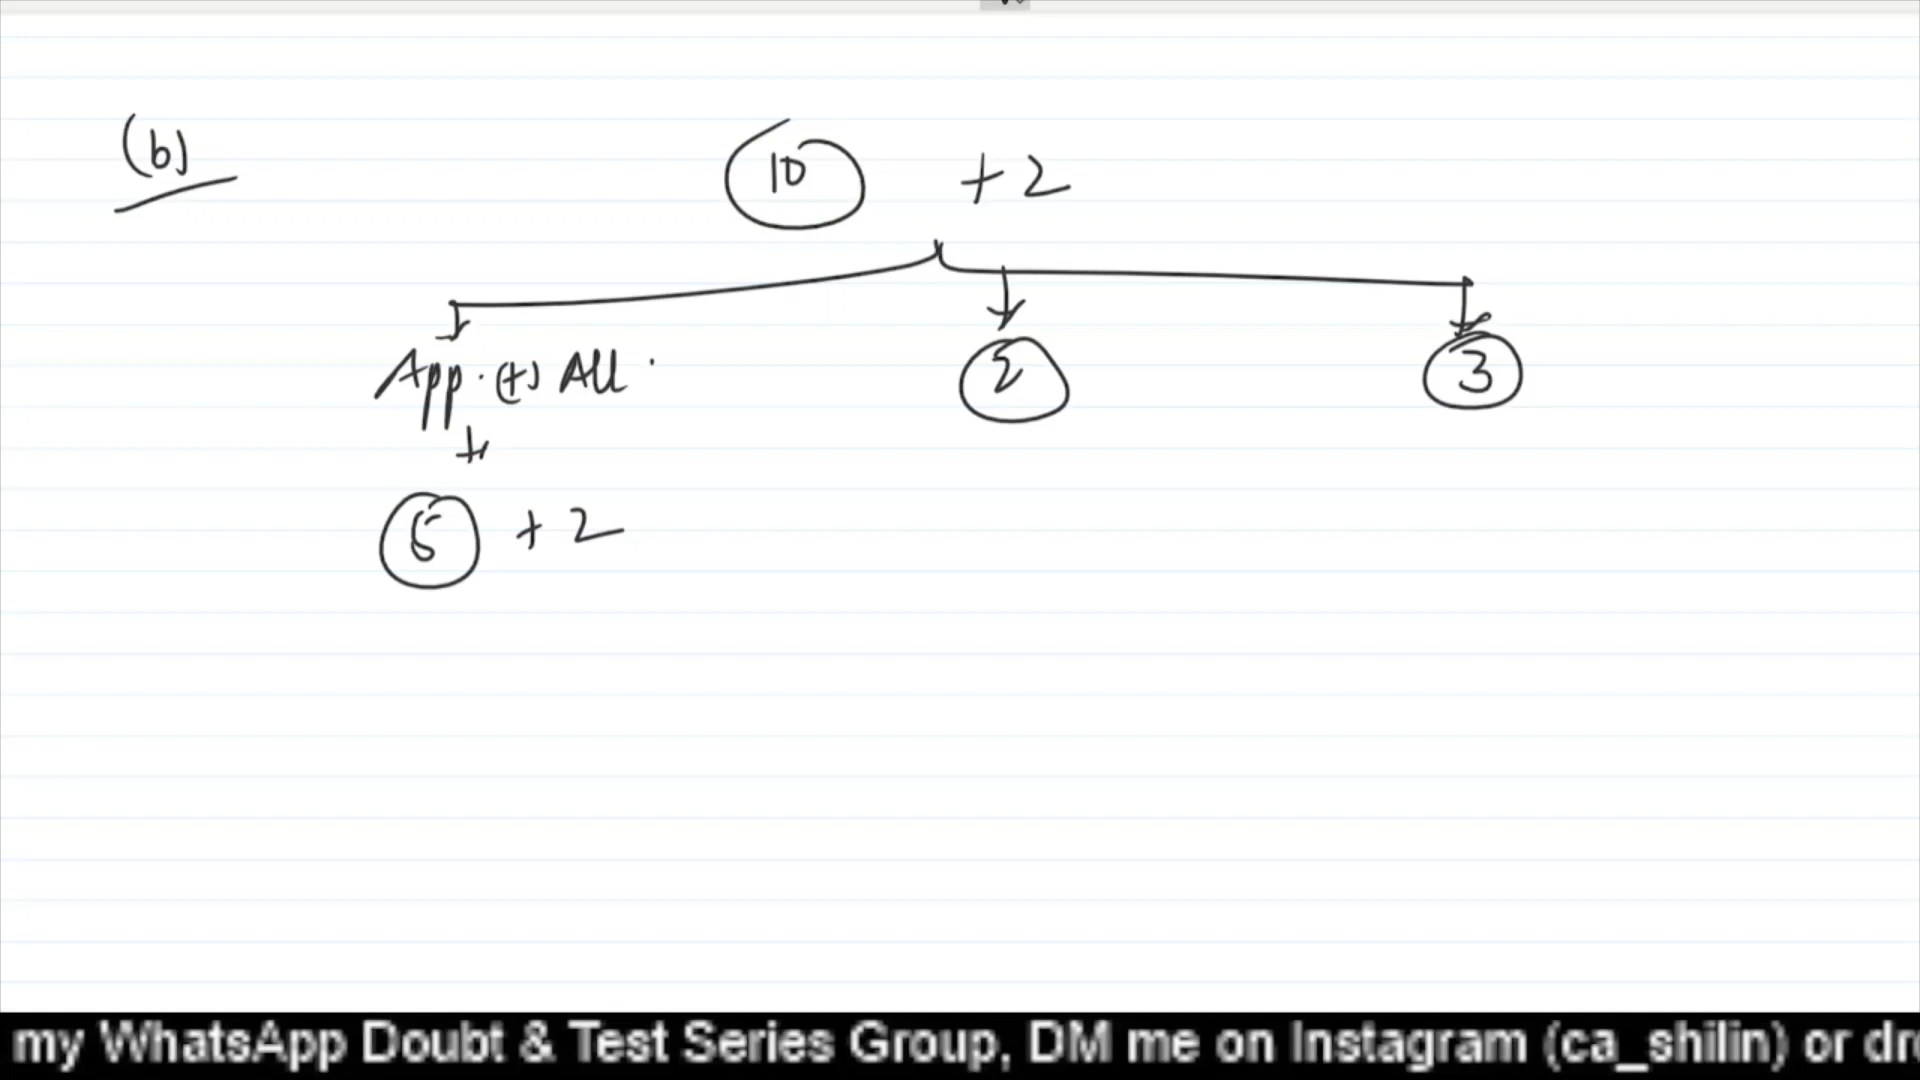 (b)
10 + 2
App. (+) All.
2
3
5 + 2
my WhatsApp Doubt & Test Series Group, DM me on Instagram (ca_shilin) or